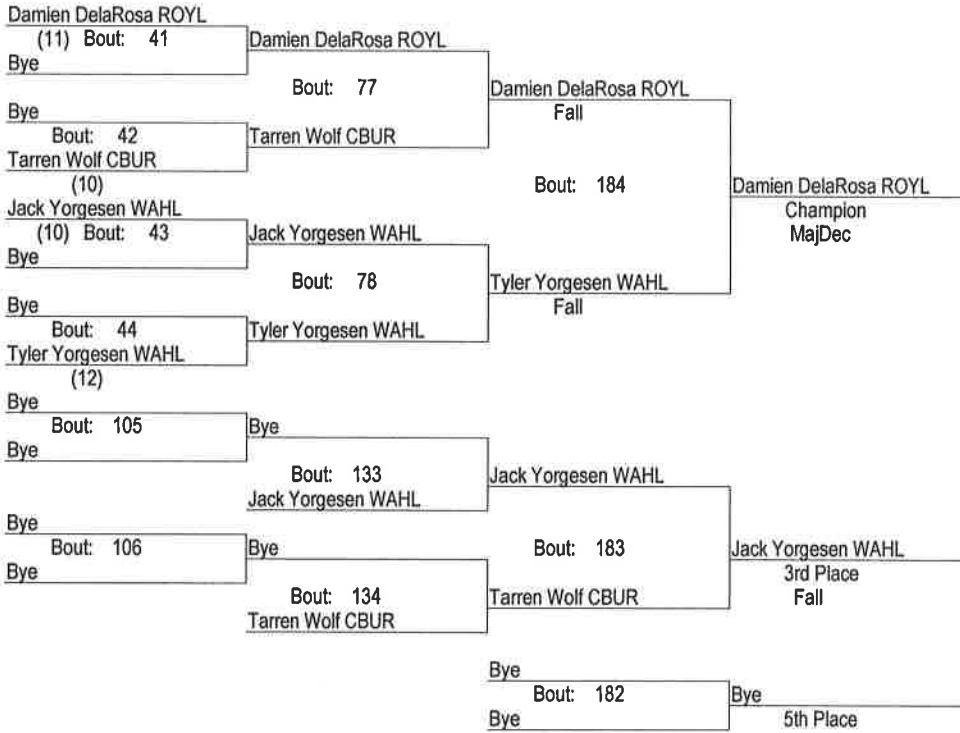 Damien DelaRosa ROYL
(11) Bout: 41
Bye
Damien DelaRosa ROYL
Bout: 77
Bye
Bout: 42
Tarren Wolf CBUR
(10)
Tarren Wolf CBUR
Damien DelaRosa ROYL
Fall
Bout: 184
Jack Yorgesen WAHL
(10) Bout: 43
Bye
Jack Yorgesen WAHL
Bout: 78
Bye
Bout: 44
Tyler Yorgesen WAHL
(12)
Tyler Yorgesen WAHL
Tyler Yorgesen WAHL
Fall
Damien DelaRosa ROYL
Champion
MajDec
Bye
Bout: 105
Bye
Bye
Bout: 133
Jack Yorgesen WAHL
Jack Yorgesen WAHL
Bye
Bout: 106
Bye
Bye
Bout: 134
Tarren Wolf CBUR
Bout: 183
Tarren Wolf CBUR
Jack Yorgesen WAHL
3rd Place
Fall
Bye
Bout: 182
Bye
Bye
5th Place